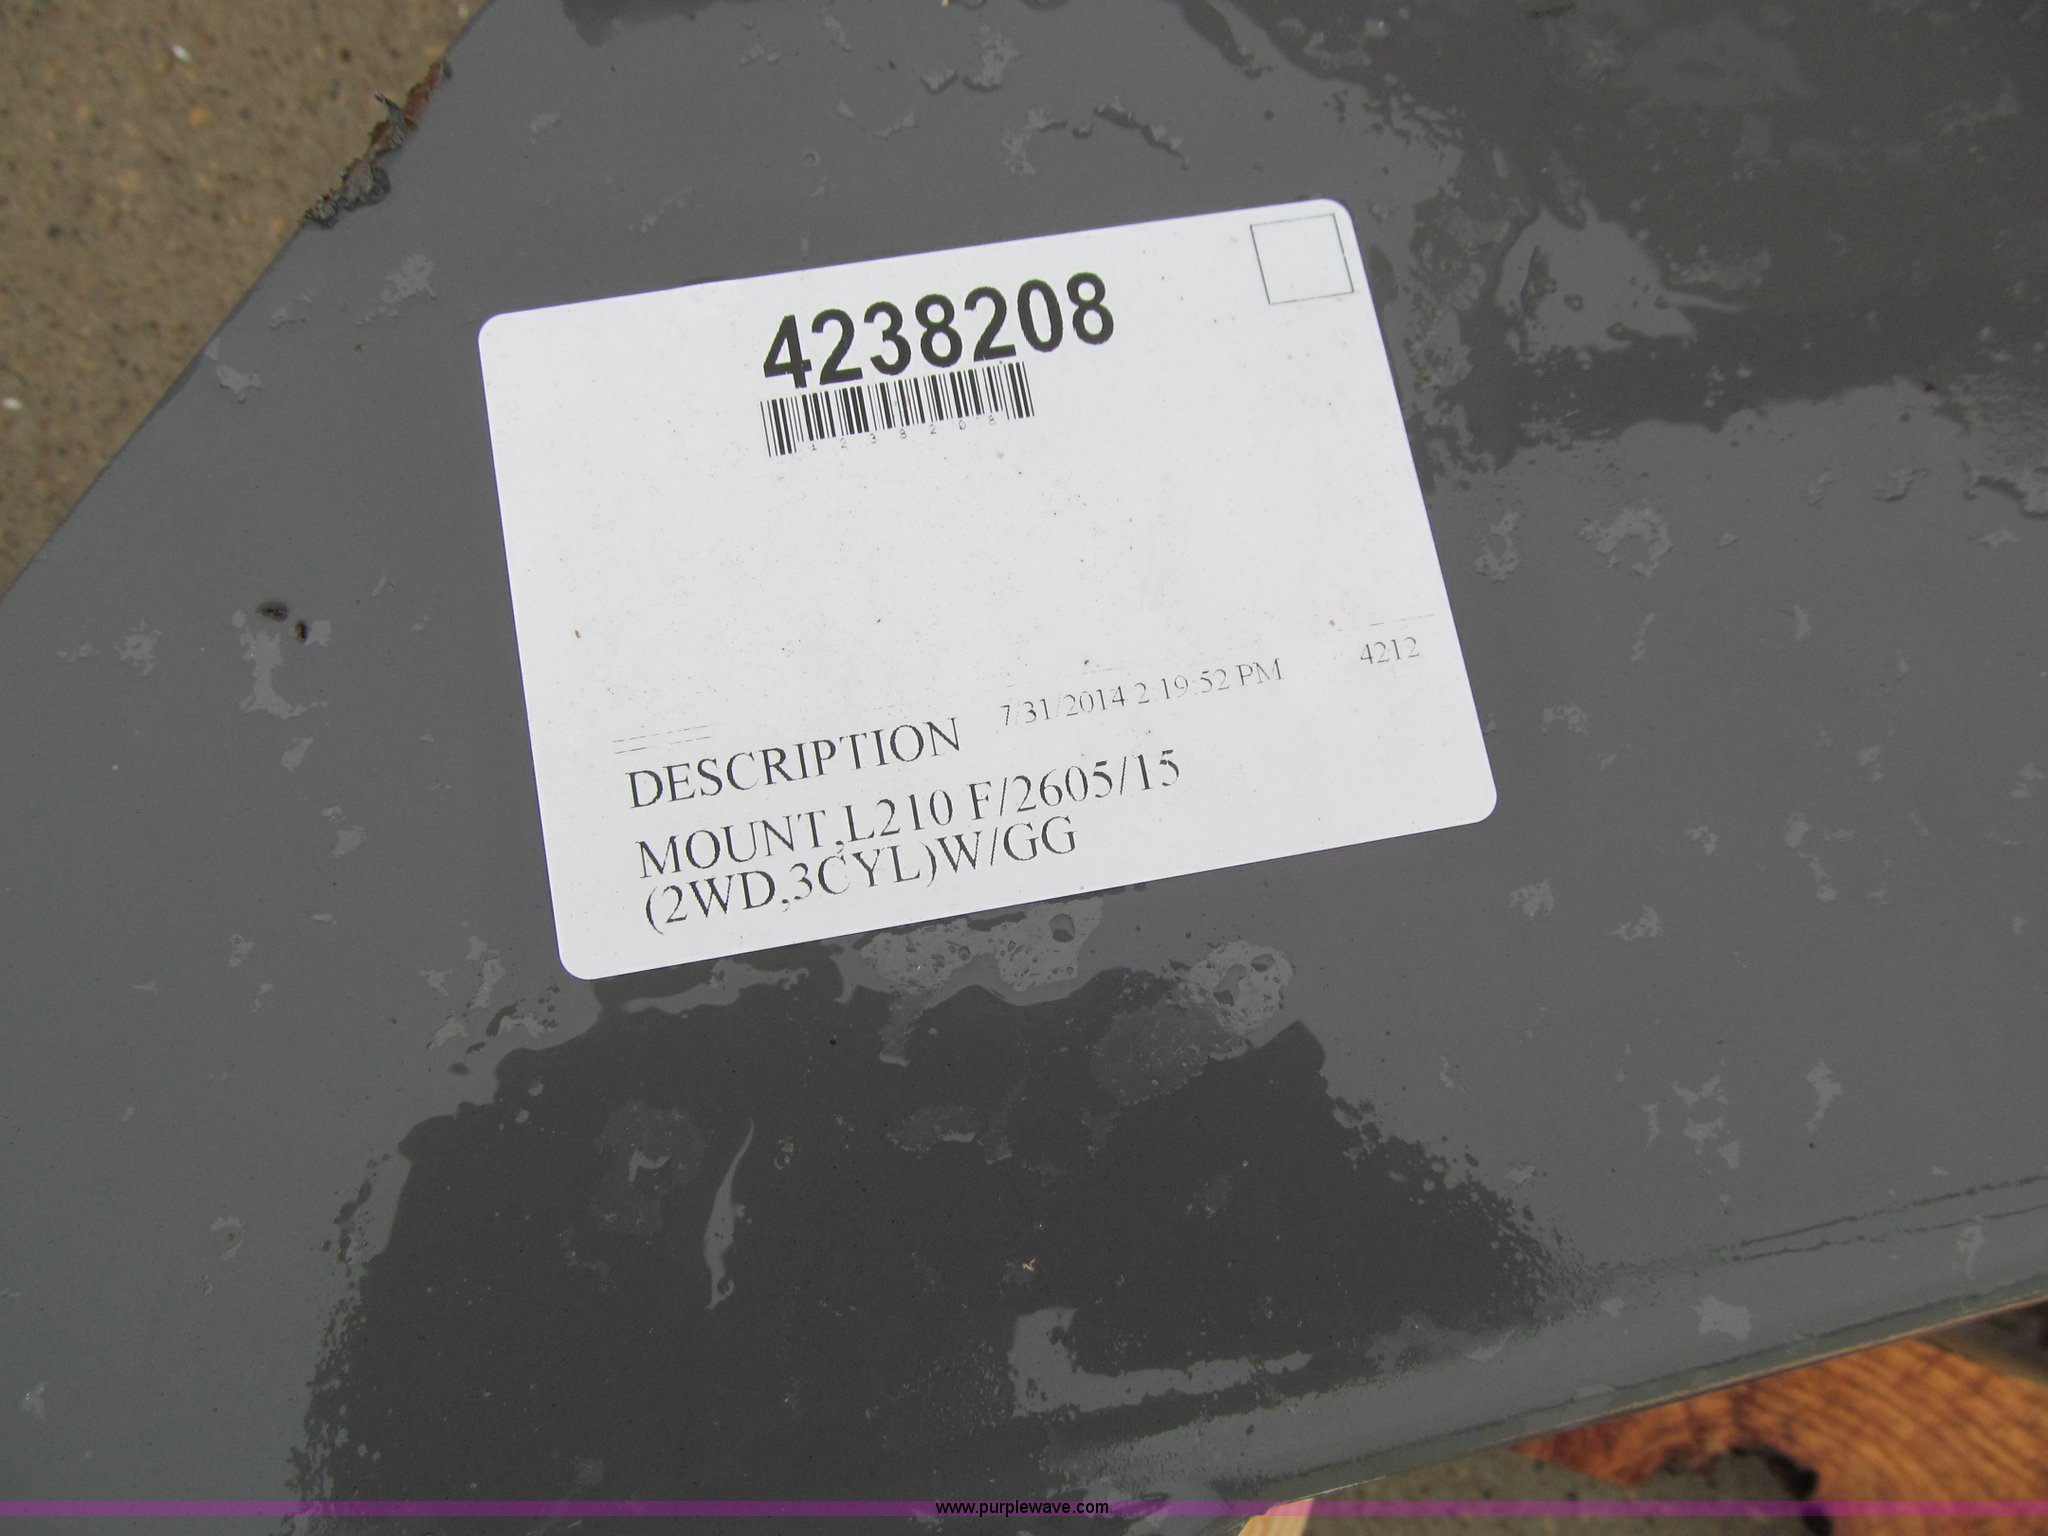 4238208
4238208
7/31/2014 2:19:52 PM 4212
DESCRIPTION
MOUNT,L210 F/2605/15
(2WD,3CYL)W/GG
www.purplewave.com